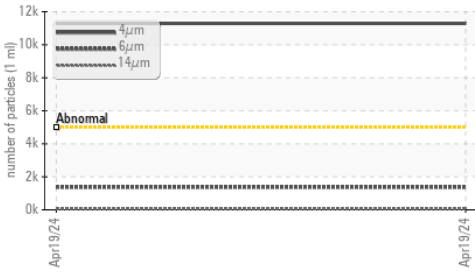 12k
10k
8k
6k
4k
2k
0k
number of particles (1 ml)
4μm
6μm
14μm
Abnormal
Apr19/24
Apr19/24